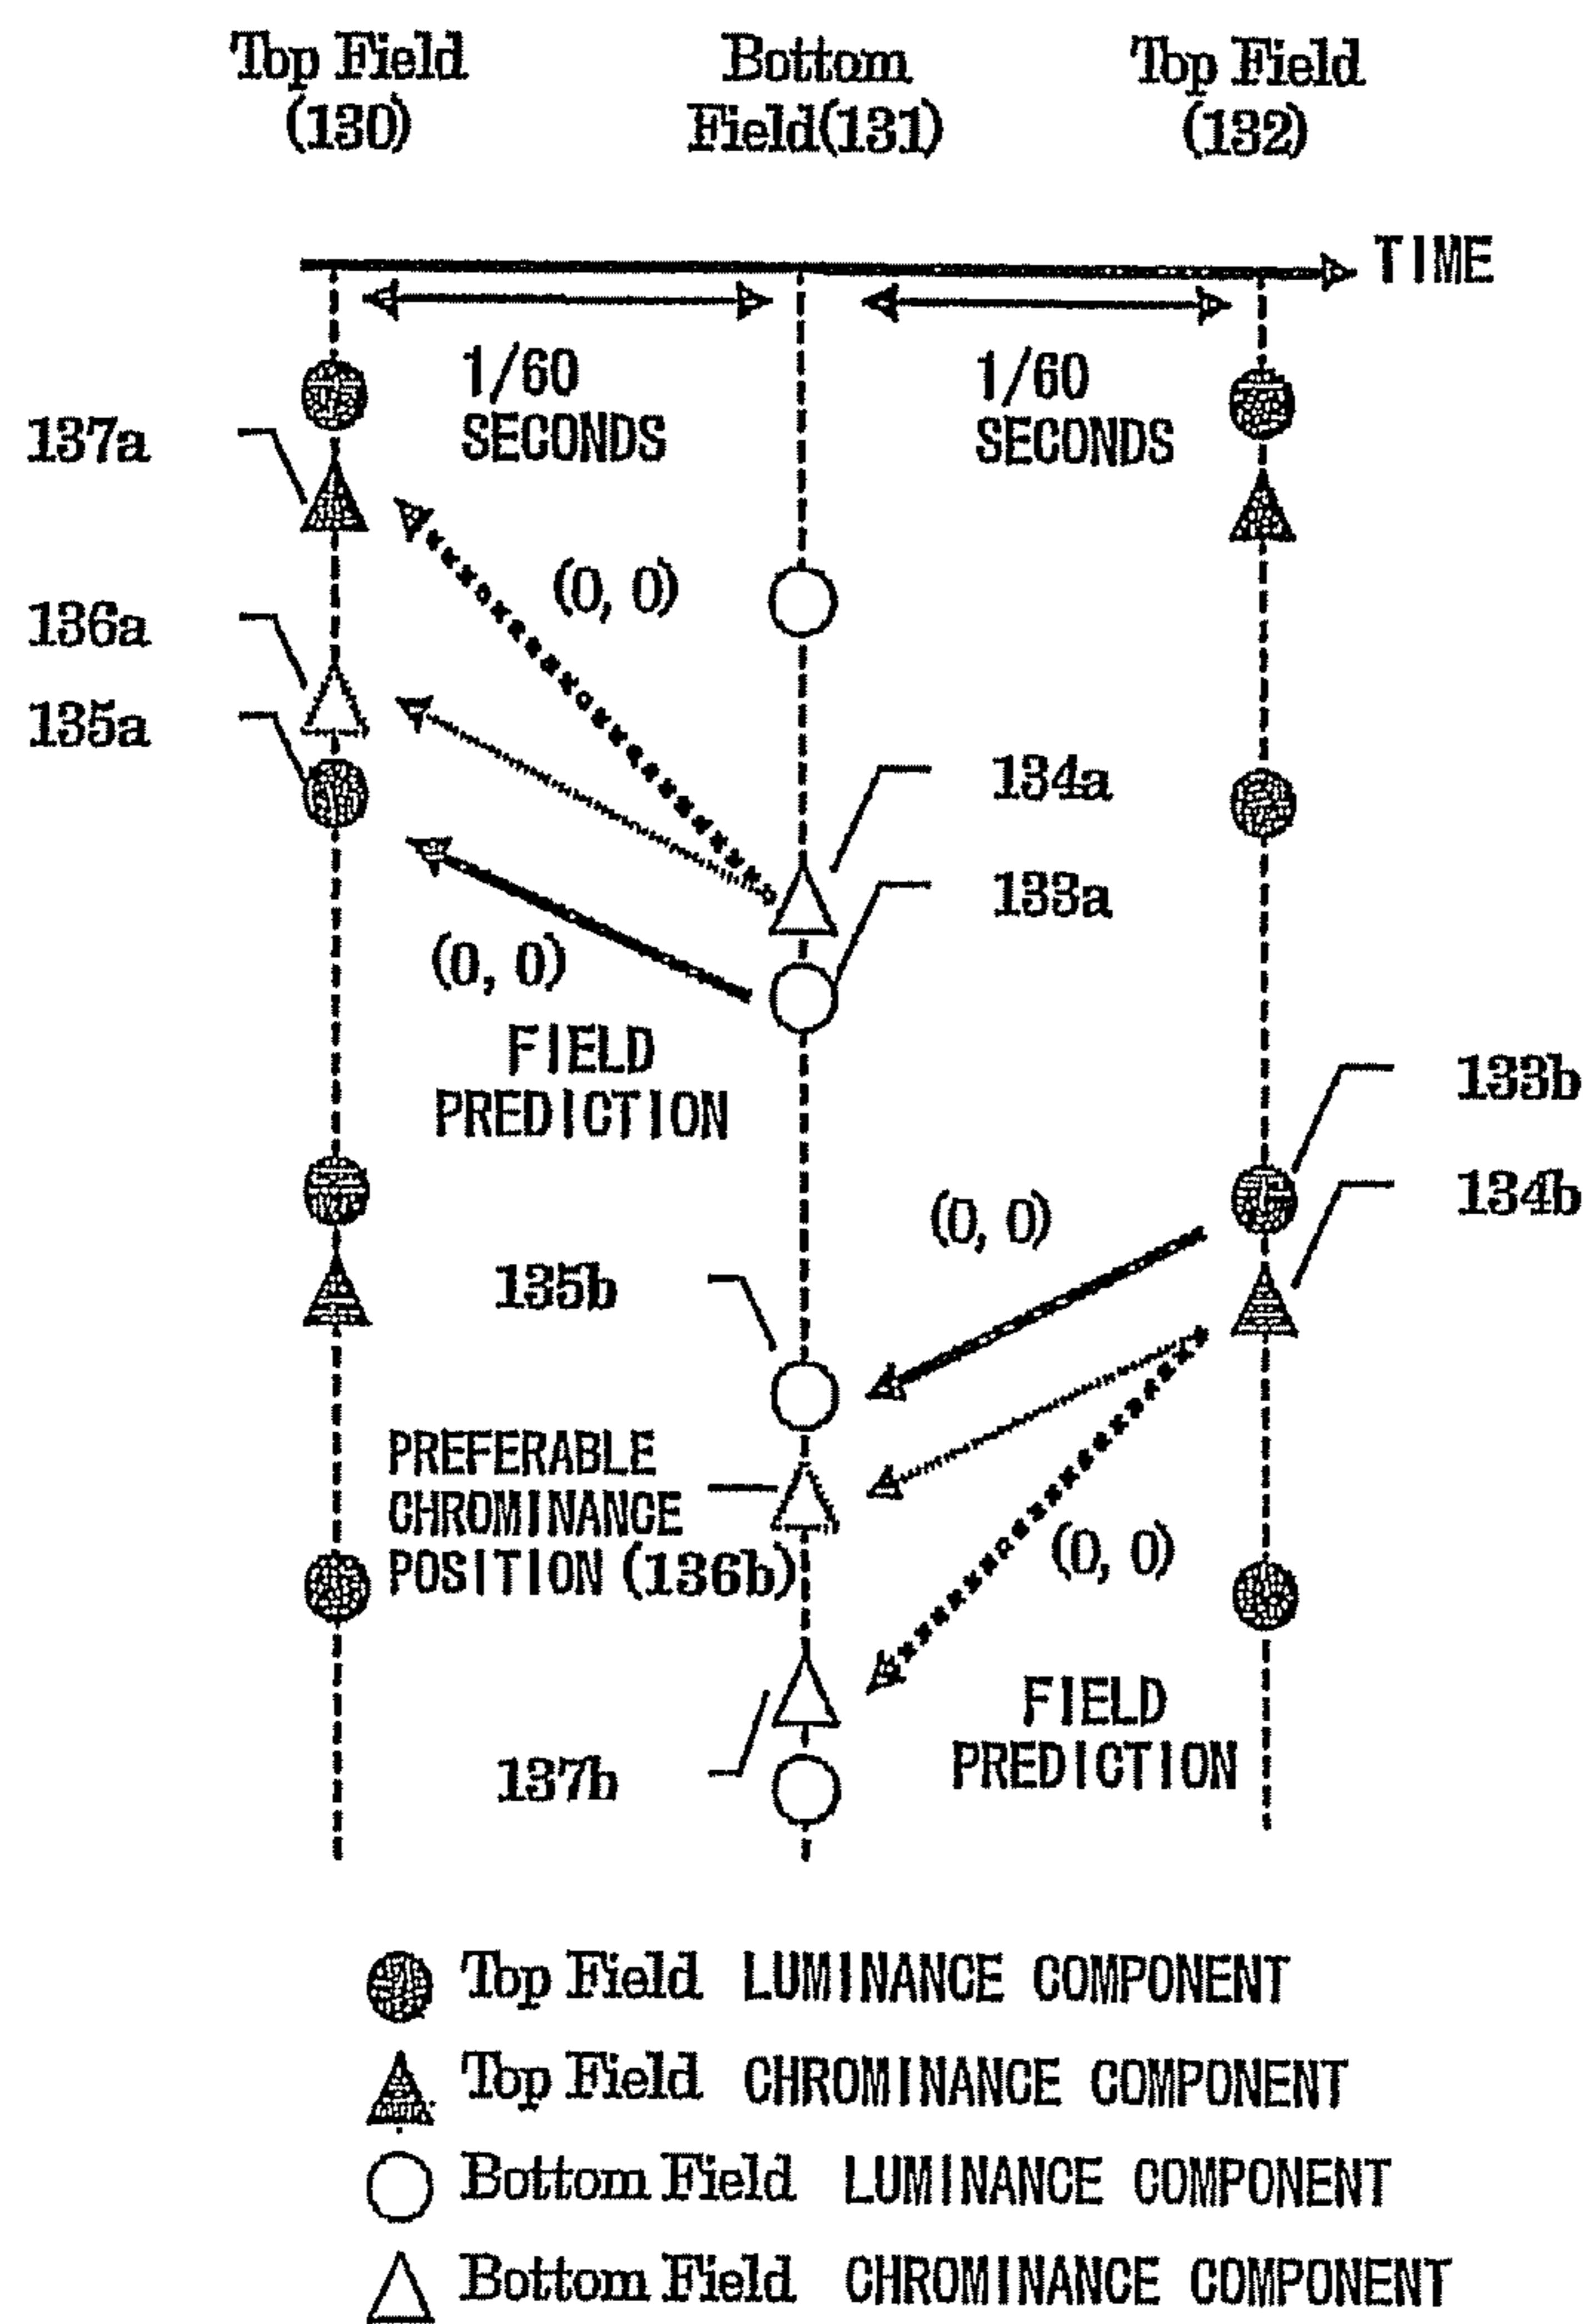 Top Field
(130)
Bottom
Field(131)
Top Field
(132)
TIME
1/60
SECONDS
1/60
SECONDS
137a
(0, 0)
136a
135a
134a
133a
(0, 0)
FIELD
PREDICTION
133b
134b
(0, 0)
135b
PREFERABLE
CHROMINANCE
POSITION (136b)
(0, 0)
FIELD
PREDICTION
137b
Top Field LUMINANCE COMPONENT
Top Field CHROMINANCE COMPONENT
Bottom Field LUMINANCE COMPONENT
Bottom Field CHROMINANCE COMPONENT